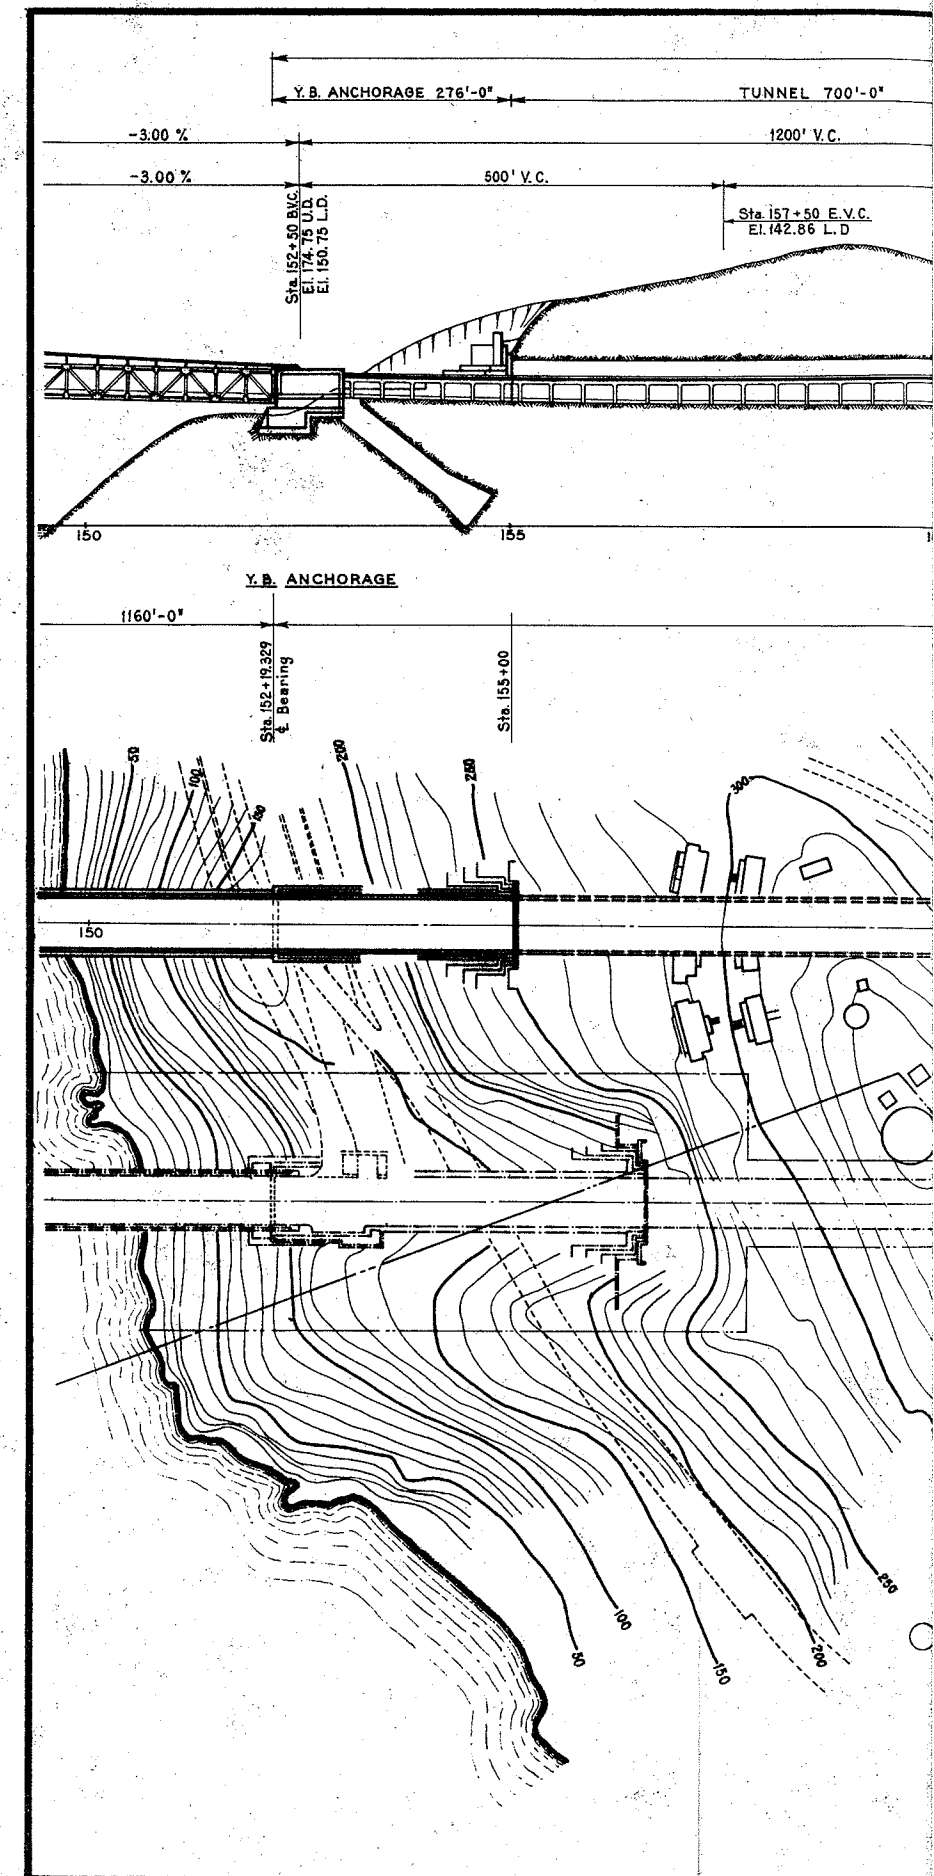 Y.B. ANCHORAGE 276'-0"
TUNNEL 700'-0"
-3.00 %
1200' V.C.
-3.00 %
500' V.C.
Sta. 152+50 B.V.C.
El. 174.75 U.D.
El. 150.75 L.D.
Sta. 157+50 E.V.C.
El. 142.86 L.D
150
155
Y.B. ANCHORAGE
1160'-0"
Sta. 152+19.329
℄ Bearing
Sta. 155+00
50
100
150
200
250
300
150
250
100
200
50
150